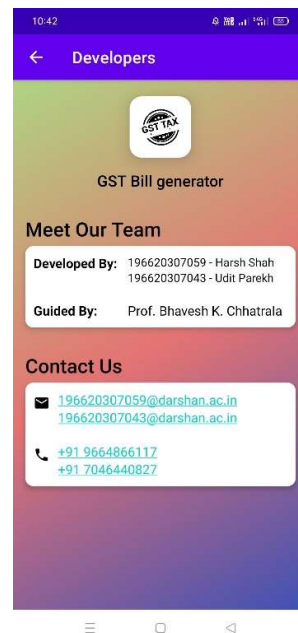 10:42
Developers
GST TAX
GST Bill generator
Meet Our Team
Developed By: 196620307059 - Harsh Shah
196620307043 - Udit Parekh
Guided By: Prof. Bhavesh K. Chhatrala
Contact Us
196620307059@darshan.ac.in
196620307043@darshan.ac.in
+91 9664866117
+91 7046440827